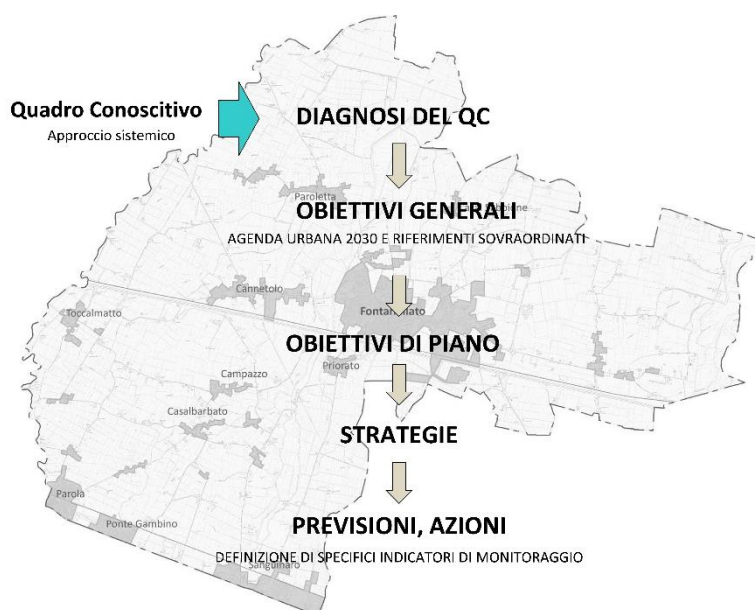 Quadro Conoscitivo
Approccio sistemico
DIAGNOSI DEL QC
Paroletta
OBIETTIVI GENERALI
AGENDA URBANA 2030 E RIFERIMENTI SOVRAORDINATI
Cannetolo
Toccalmatto
OBIETTIVI DI PIANO
Priorato
Campazzo
Casalbarbato
STRATEGIE
Parola
PREVISIONI, AZIONI
Ponte Gambino
DEFINIZIONE DI SPECIFICI INDICATORI DI MONITORAGGIO
Sanguinaro